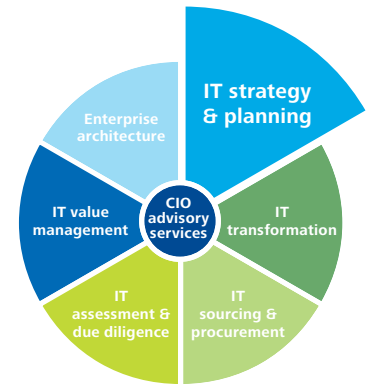 IT strategy
& planning
Enterprise
architecture
CIO
advisory
services
IT value
management
IT
transformation
IT
assessment &
due diligence
IT
sourcing &
procurement